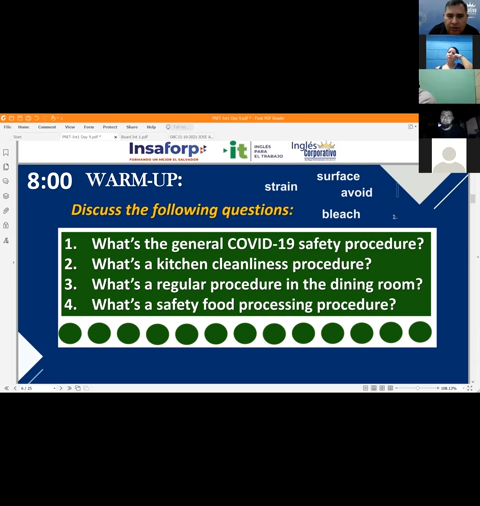 File Home Comment View Form Protect Share Help
Start
Insaforp
FORMANDO UN MEJOR EL SALVADOR
it
INGLÉS
PARA
EL TRABAJO
Inglés
corporativo
8:00 WARM-UP:
strain
surface
avoid
Discuss the following questions:
bleach
1.
1. What's the general COVID-19 safety procedure?
2. What's a kitchen cleanliness procedure?
3. What's a regular procedure in the dining room?
4. What's a safety food processing procedure?